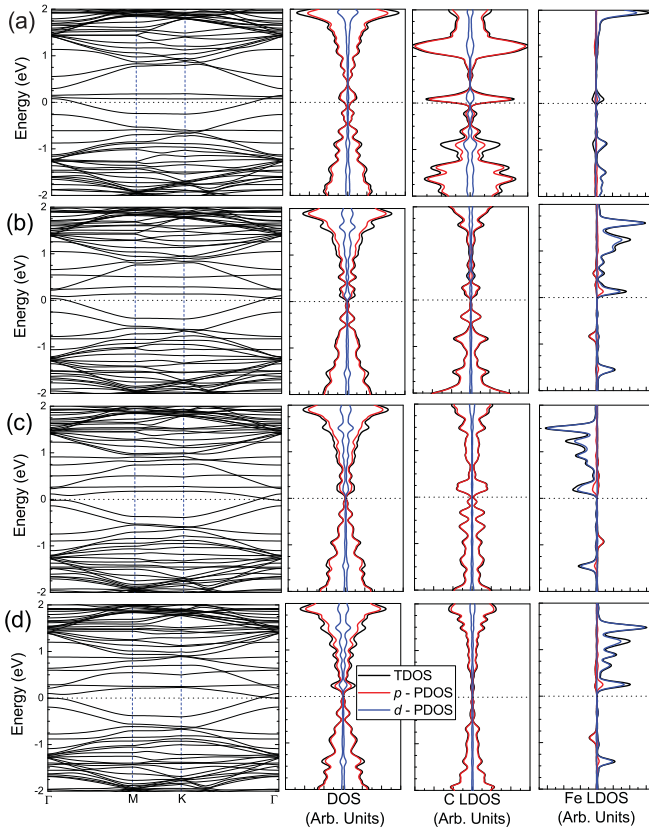 (a)
2
1
0
-1
-2
Energy (eV)
(b)
2
1
0
-1
-2
Energy (eV)
(c)
2
1
0
-1
-2
Energy (eV)
(d)
2
1
0
-1
-2
Energy (eV)
TDOS
p - PDOS
d - PDOS
Γ M K Γ
DOS
(Arb. Units)
C LDOS
(Arb. Units)
Fe LDOS
(Arb. Units)